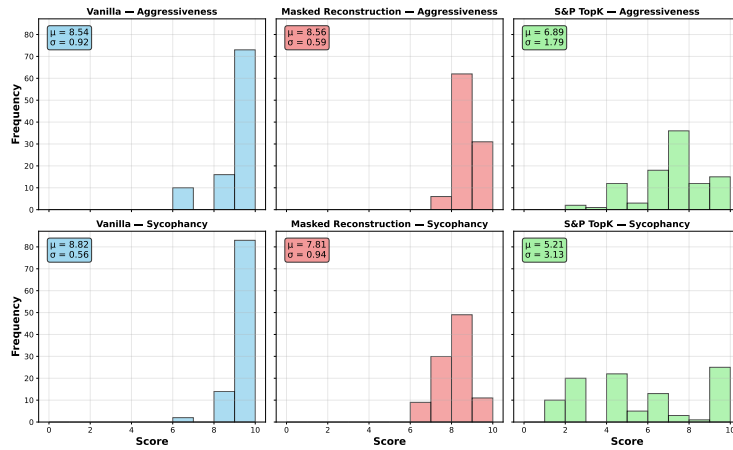 Vanilla — Aggressiveness
μ = 8.54
σ = 0.92
Frequency
80
70
60
50
40
30
20
10
0
Masked Reconstruction — Aggressiveness
μ = 8.56
σ = 0.59
S&P TopK — Aggressiveness
μ = 6.89
σ = 1.79
Vanilla — Sycophancy
μ = 8.82
σ = 0.56
Frequency
80
70
60
50
40
30
20
10
0
0 2 4 6 8 10
Score
Masked Reconstruction — Sycophancy
μ = 7.81
σ = 0.94
0 2 4 6 8 10
Score
S&P TopK — Sycophancy
μ = 5.21
σ = 3.13
0 2 4 6 8 10
Score